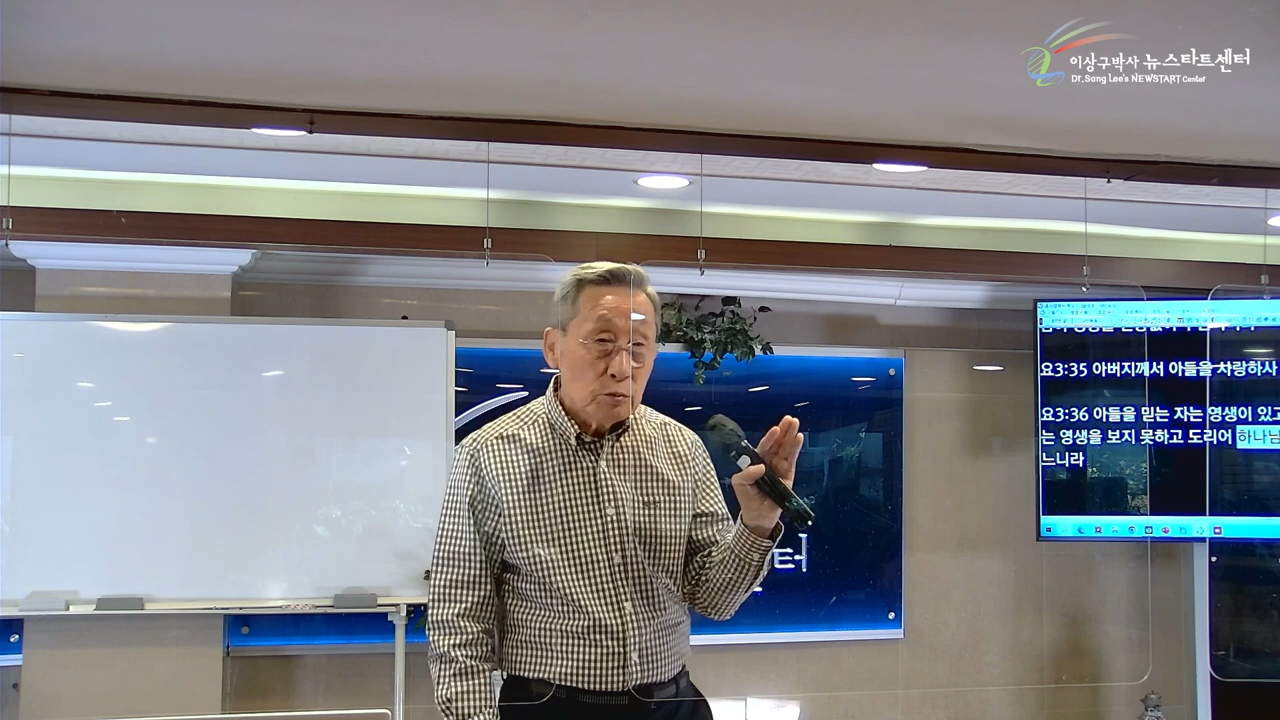 이상구박사 뉴스타트센터
Dr. Sang Lee's NEWSTART Center
요3:35 아버지께서 아들을 사랑하사
요3:36 아들을 믿는 자는 영생이 있고
는 영생을 보지 못하고 도리어 하나님
느니라
터